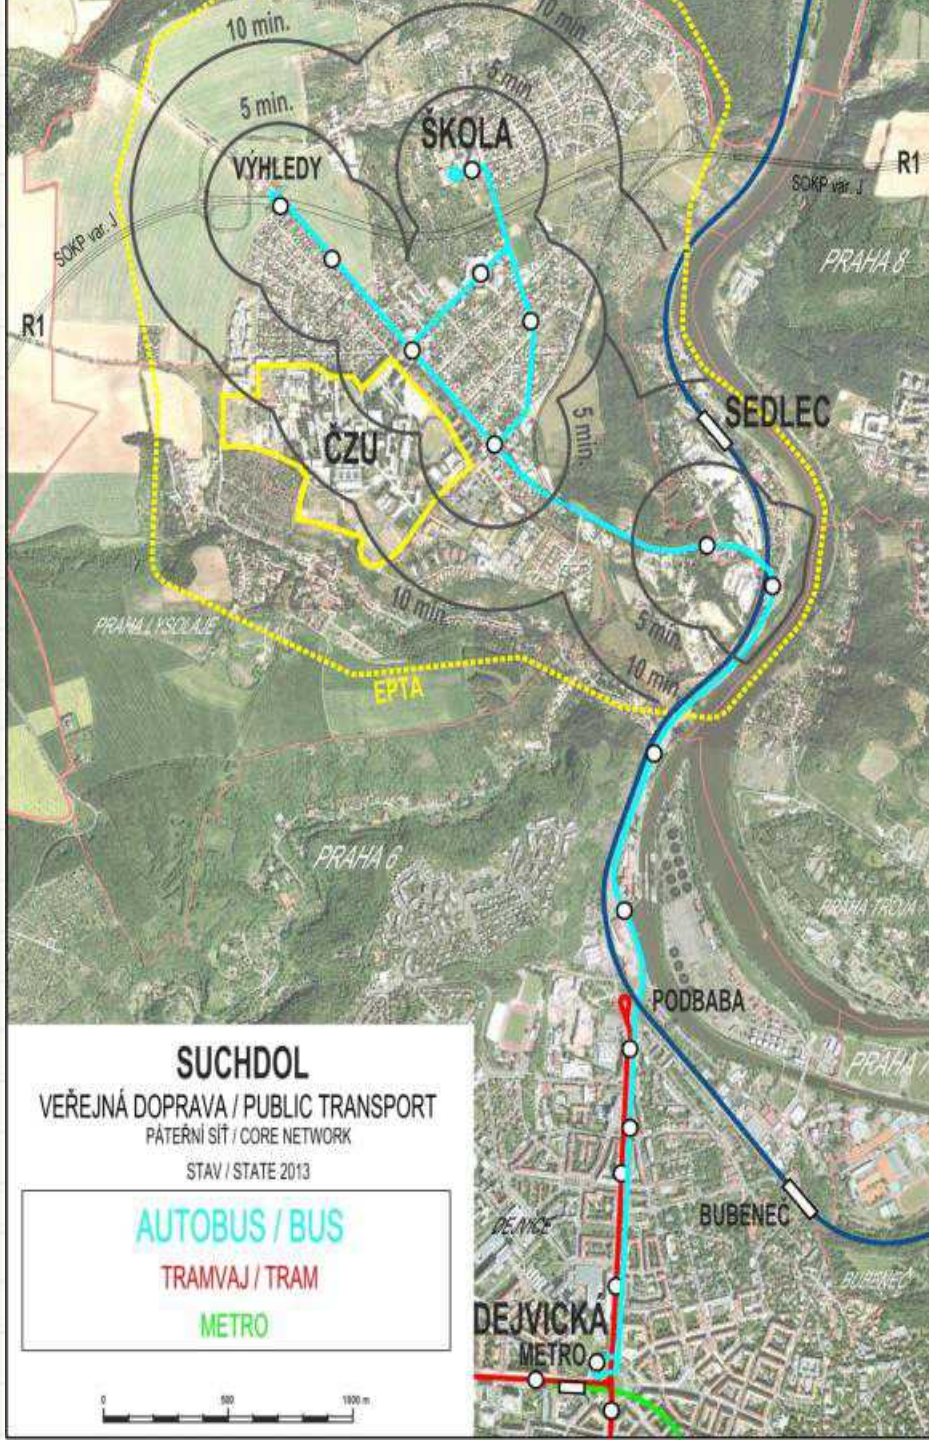 10 min.
10 min.
5 min.
5 min.
ŠKOLA
VÝHLEDY
R1
SOKP var. J
SOKP var. J
PRAHA 8
R1
SEDLEC
ČZU
5 min.
10 min.
5 min.
PRAHA LYSOLAJE
10 min.
EPTA
PRAHA 6
PRAHA TROJA
PODBABA
PRAHA 7
SUCHDOL
VEŘEJNÁ DOPRAVA / PUBLIC TRANSPORT
PÁTEŘNÍ SÍŤ / CORE NETWORK
STAV / STATE 2013
AUTOBUS / BUS
TRAMVAJ / TRAM
METRO
BUBENEČ
DEJVICE
BUBENEČ
DEJVICKÁ
METRO
0 500 1000 m